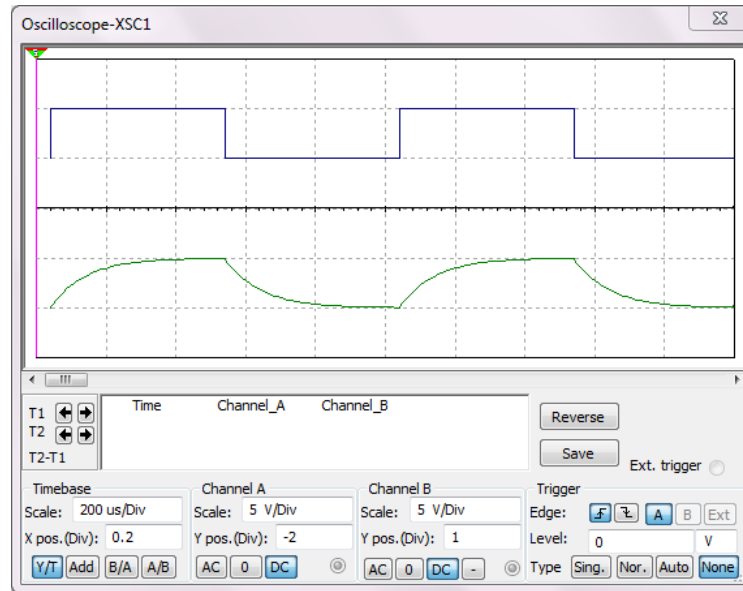 Oscilloscope-XSC1
T1
T2
T2-T1
Time Channel_A Channel_B
Reverse
Save
Ext. trigger
Timebase
Scale: 200 us/Div
X pos.(Div): 0.2
Y/T Add B/A A/B
Channel A
Scale: 5 V/Div
Y pos.(Div): -2
AC 0 DC
Channel B
Scale: 5 V/Div
Y pos.(Div): 1
AC 0 DC -
Trigger
Edge: A B Ext
Level: 0 V
Type Sing. Nor. Auto None